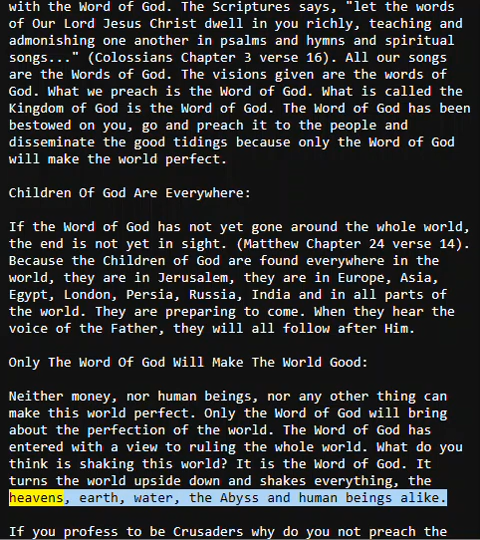 with the Word of God. The Scriptures says, "let the words
of Our Lord Jesus Christ dwell in you richly, teaching and
admonishing one another in psalms and hymns and spiritual
songs..." (Colossians Chapter 3 verse 16). All our songs
are the Words of God. The visions given are the words of
God. What we preach is the Word of God. What is called the
Kingdom of God is the Word of God. The Word of God has been
bestowed on you, go and preach it to the people and
disseminate the good tidings because only the Word of God
will make the world perfect.
Children Of God Are Everywhere:
If the Word of God has not yet gone around the whole world,
the end is not yet in sight. (Matthew Chapter 24 verse 14).
Because the Children of God are found everywhere in the
world, they are in Jerusalem, they are in Europe, Asia,
Egypt, London, Persia, Russia, India and in all parts of
the world. They are preparing to come. When they hear the
voice of the Father, they will all follow after Him.
Only The Word Of God Will Make The World Good:
Neither money, nor human beings, nor any other thing can
make this world perfect. Only the Word of God will bring
about the perfection of the world. The Word of God has
entered with a view to ruling the whole world. What do you
think is shaking this world? It is the Word of God. It
turns the world upside down and shakes everything, the
heavens, earth, water, the Abyss and human beings alike.
If you profess to be Crusaders why do you not preach the